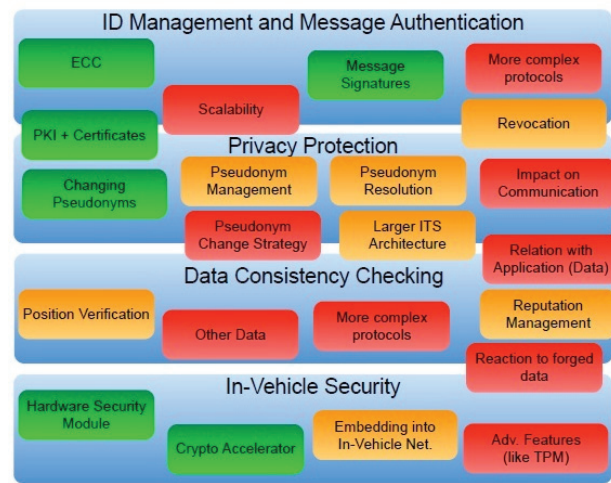 ID Management and Message Authentication
ECC
Message
Signatures
More complex
protocols
Scalability
PKI + Certificates
Revocation
Privacy Protection
Changing
Pseudonyms
Pseudonym
Management
Pseudonym
Resolution
Impact on
Communication
Pseudonym
Change Strategy
Larger ITS
Architecture
Relation with
Application (Data)
Data Consistency Checking
Position Verification
Other Data
More complex
protocols
Reputation
Management
Reaction to forged
data
In-Vehicle Security
Hardware Security
Module
Crypto Accelerator
Embedding into
In-Vehicle Net.
Adv. Features
(like TPM)